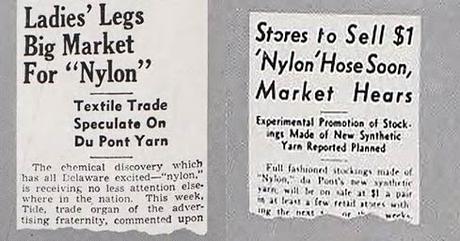 Ladies' Legs
Big Market
For "Nylon"
Textile Trade
Speculate On
Du Pont Yarn
The chemical discovery which
has all Delaware excited—"nylon,"
is receiving no less attention else-
where in the nation. This week,
Tide, trade organ of the adver-
tising fraternity, commented upon
Stores to Sell $1
'Nylon' Hose Soon,
Market Hears
Experimental Promotion of Stock-
ings Made of New Synthetic
Yarn Reported Planned
Full fashioned stockings made of
"Nylon," du Pont's new synthetic
yarn, will be on sale at $1 a pair
in at least a few retail stores with-
ing the next weeks,